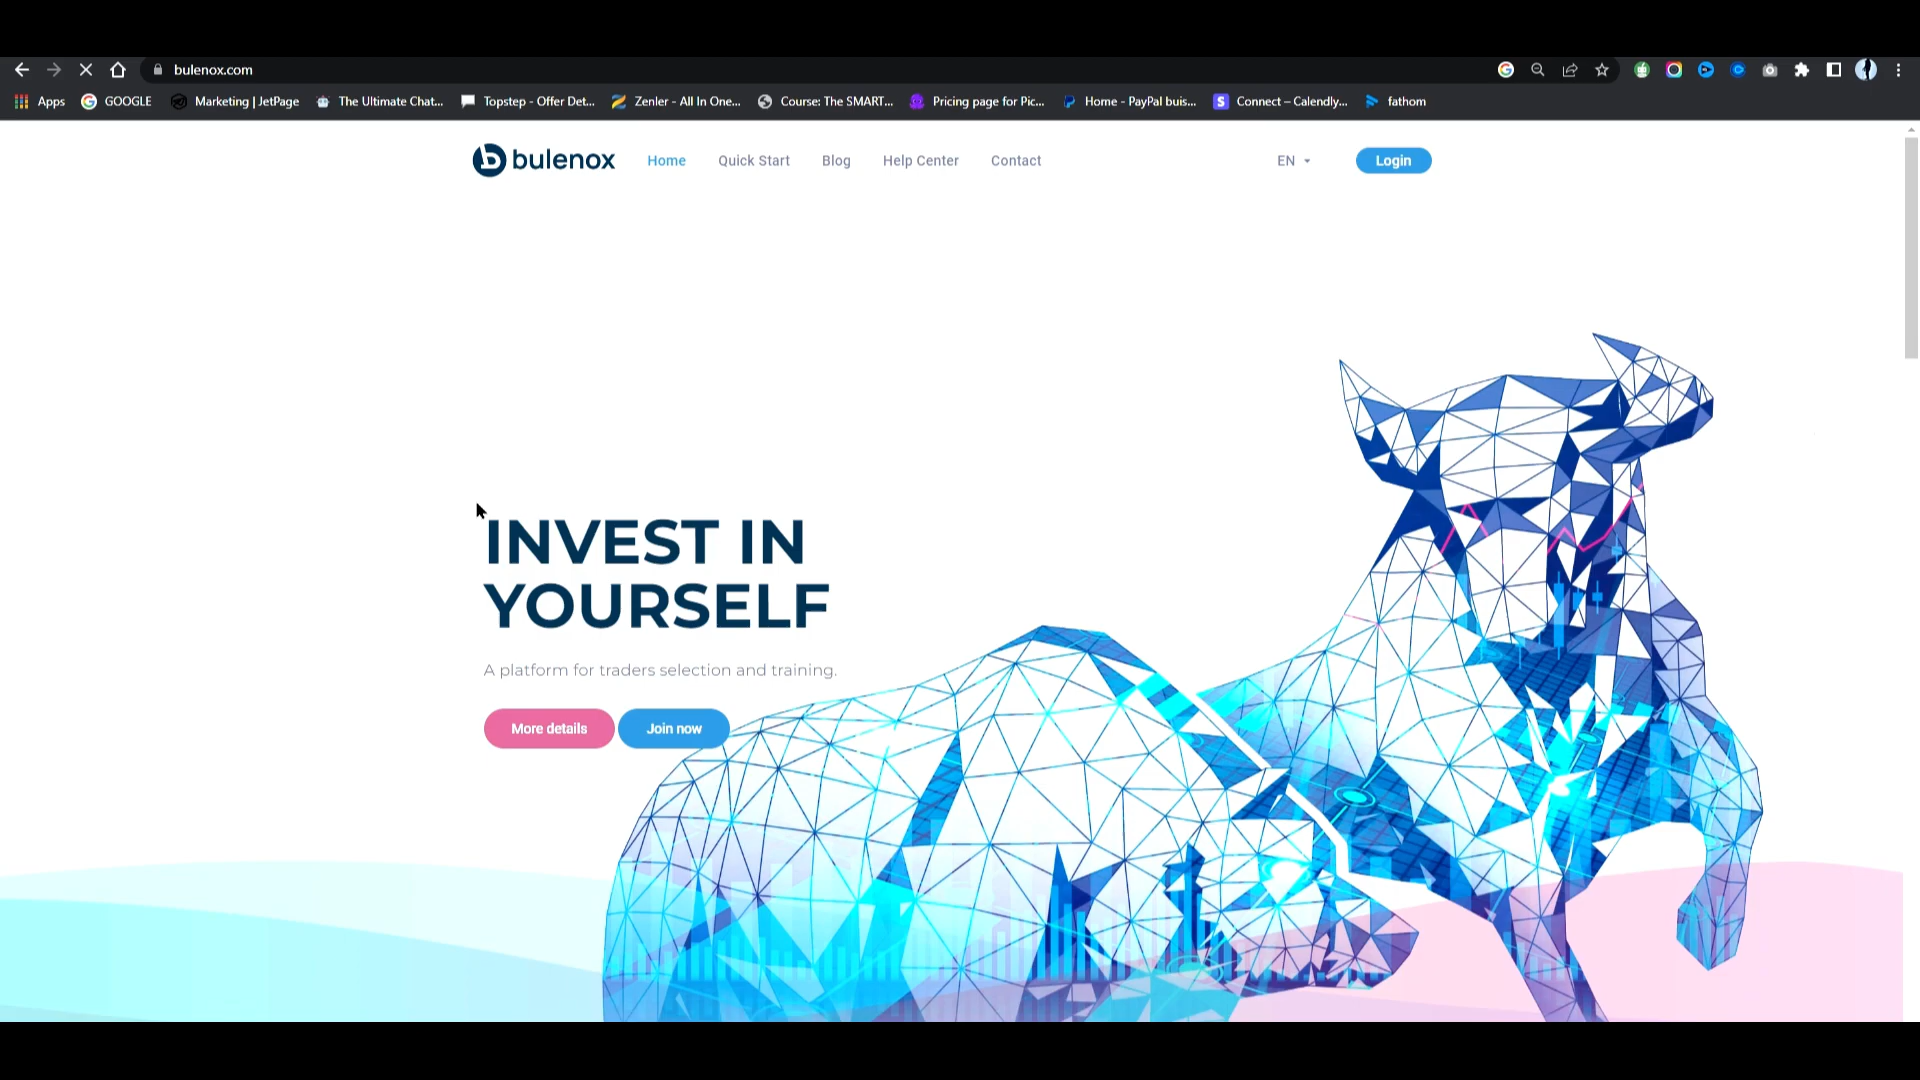 bulenox.com
Apps
GOOGLE
Marketing | JetPage
The Ultimate Chat...
Topstep - Offer Det...
Zenler - All In One...
Course: The SMART...
Pricing page for Pic...
Home - PayPal buis...
Connect – Calendly...
fathom
bulenox
Home
Quick Start
Blog
Help Center
Contact
EN
Login
INVEST IN
YOURSELF
A platform for traders selection and training.
More details
Join now